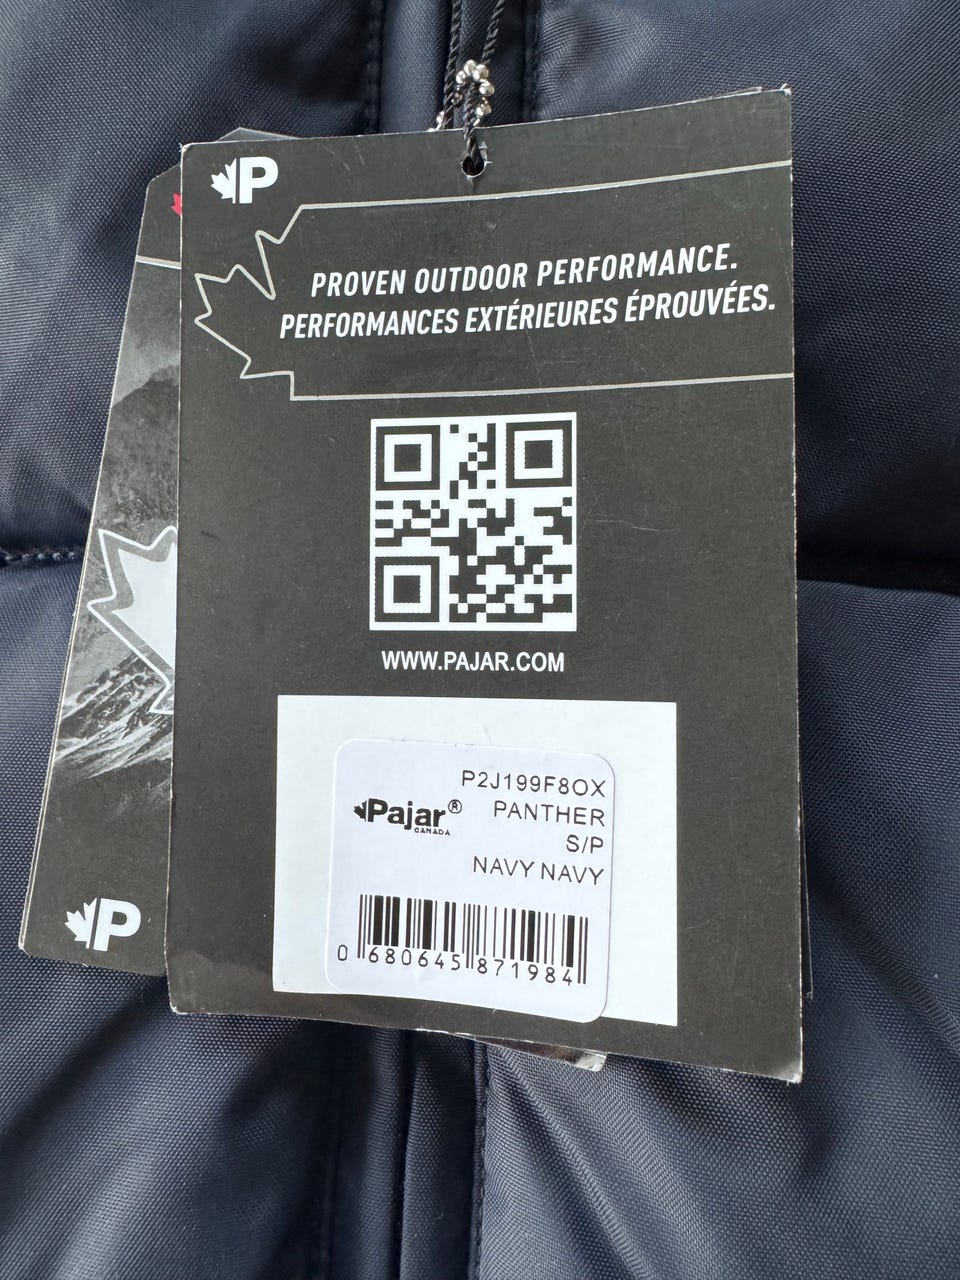 P
PROVEN OUTDOOR PERFORMANCE.
PERFORMANCES EXTÉRIEURES ÉPROUVÉES.
WWW.PAJAR.COM
P2J199F8OX
Pajar®
CANADA
PANTHER
S/P
NAVY NAVY
0 680645 871984
P